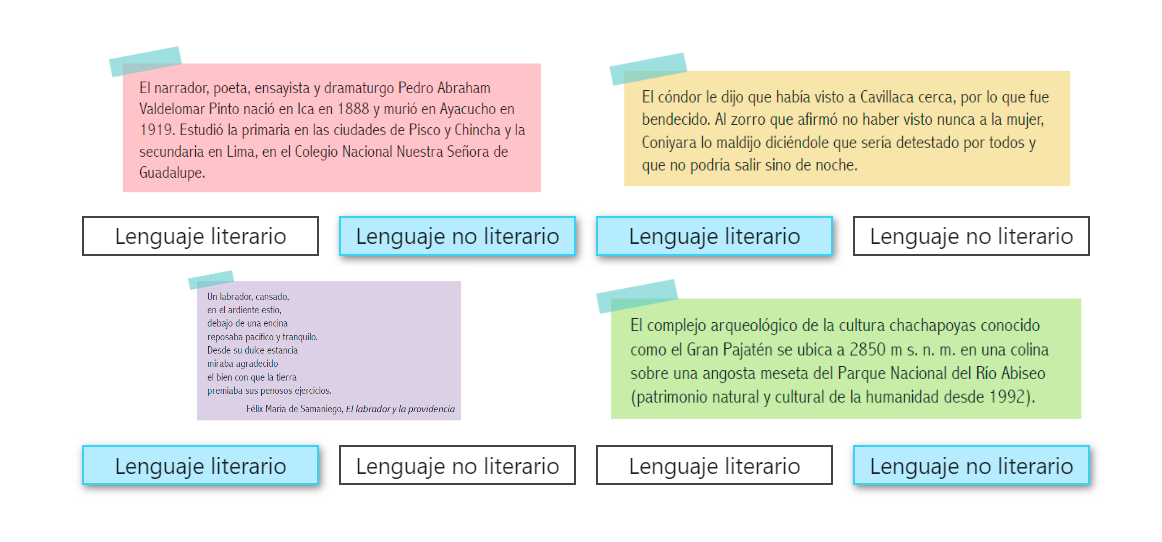 El narrador, poeta, ensayista y dramaturgo Pedro Abraham
Valdelomar Pinto nació en Ica en 1888 y murió en Ayacucho en
1919. Estudió la primaria en las ciudades de Pisco y Chincha y la
secundaria en Lima, en el Colegio Nacional Nuestra Señora de
Guadalupe.
Lenguaje literario
Lenguaje no literario
El cóndor le dijo que había visto a Cavillaca cerca, por lo que fue
bendecido. Al zorro que afirmó no haber visto nunca a la mujer,
Coniyara lo maldijo diciéndole que sería detestado por todos y
que no podría salir sino de noche.
Lenguaje literario
Lenguaje no literario
Un labrador, cansado,
en el ardiente estío,
debajo de una encina
reposaba pacífico y tranquilo.
Desde su dulce estancia
miraba agradecido
el bien con que la tierra
premiaba sus penosos ejercicios.
Félix María de Samaniego, El labrador y la providencia
Lenguaje literario
Lenguaje no literario
El complejo arqueológico de la cultura chachapoyas conocido
como el Gran Pajatén se ubica a 2850 m s. n. m. en una colina
sobre una angosta meseta del Parque Nacional del Río Abiseo
(patrimonio natural y cultural de la humanidad desde 1992).
Lenguaje literario
Lenguaje no literario